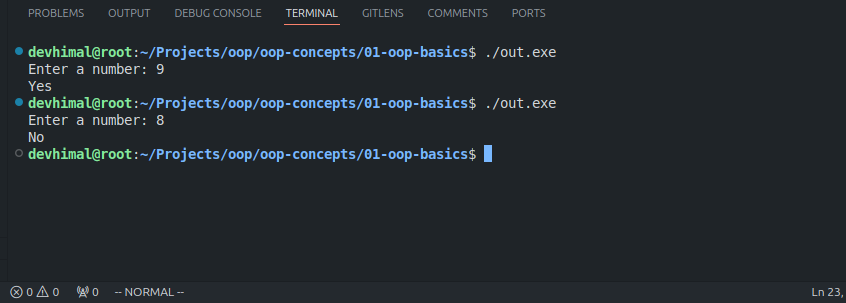 PROBLEMS OUTPUT DEBUG CONSOLE TERMINAL GITLENS COMMENTS PORTS
devhimal@root:~/Projects/oop/oop-concepts/01-oop-basics$ ./out.exe
Enter a number: 9
Yes
devhimal@root:~/Projects/oop/oop-concepts/01-oop-basics$ ./out.exe
Enter a number: 8
No
devhimal@root:~/Projects/oop/oop-concepts/01-oop-basics$
0 0 0 -- NORMAL -- Ln 23,